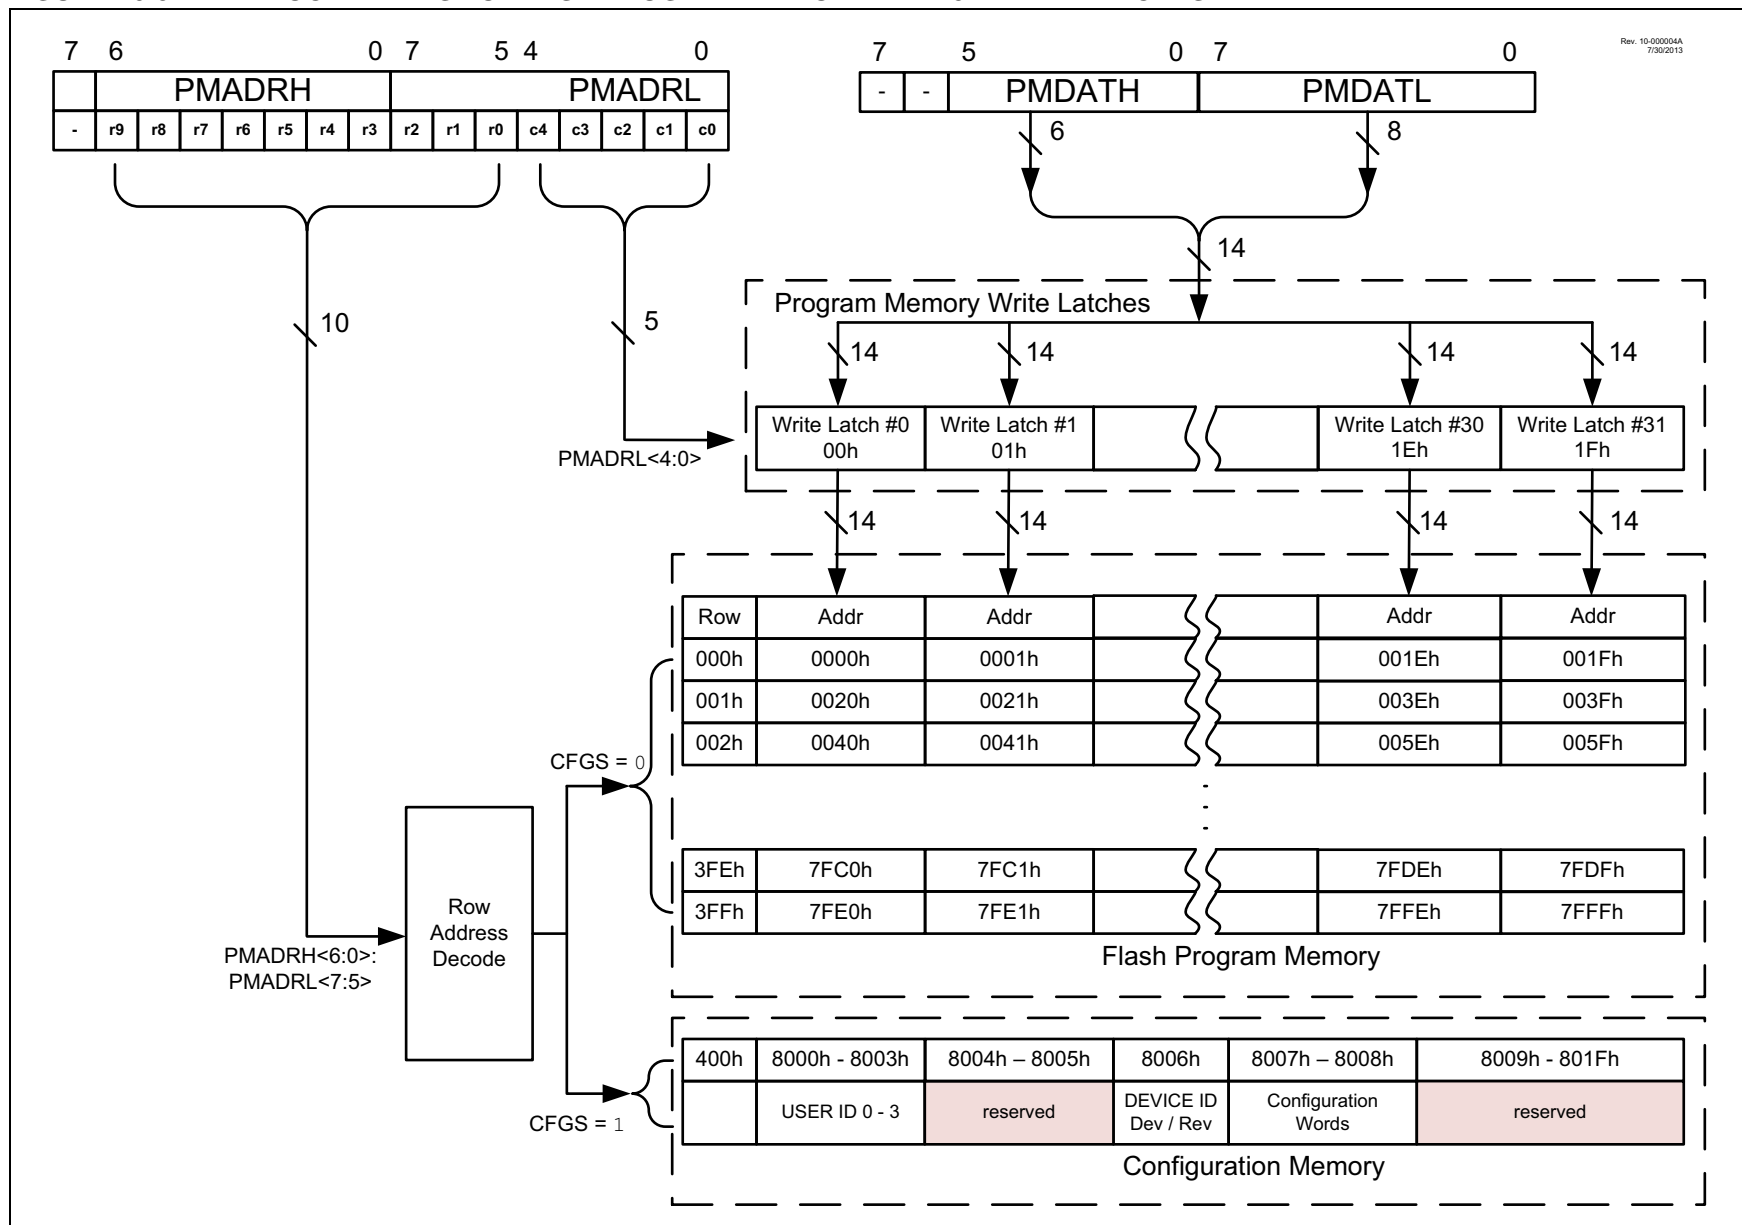 7 6 0 7 5 4 0
PMADRH PMADRL
- r9 r8 r7 r6 r5 r4 r3 r2 r1 r0 c4 c3 c2 c1 c0
7 5 0 7 0
- - PMDATH PMDATL
Rev. 10-000004A
7/30/2013
6 8
14
10
5
PMADRL<4:0>
Program Memory Write Latches
14 14 14 14
Write Latch #0
00h
Write Latch #1
01h
Write Latch #30
1Eh
Write Latch #31
1Fh
14 14 14 14
Row Addr Addr Addr Addr
000h 0000h 0001h 001Eh 001Fh
001h 0020h 0021h 003Eh 003Fh
002h 0040h 0041h 005Eh 005Fh
CFGS = 0
3FEh 7FC0h 7FC1h 7FDEh 7FDFh
3FFh 7FE0h 7FE1h 7FFEh 7FFFh
Flash Program Memory
Row
Address
Decode
PMADRH<6:0>:
PMADRL<7:5>
CFGS = 1
400h 8000h - 8003h 8004h – 8005h 8006h 8007h – 8008h 8009h - 801Fh
USER ID 0 - 3
reserved
DEVICE ID
Dev / Rev
Configuration
Words
reserved
Configuration Memory